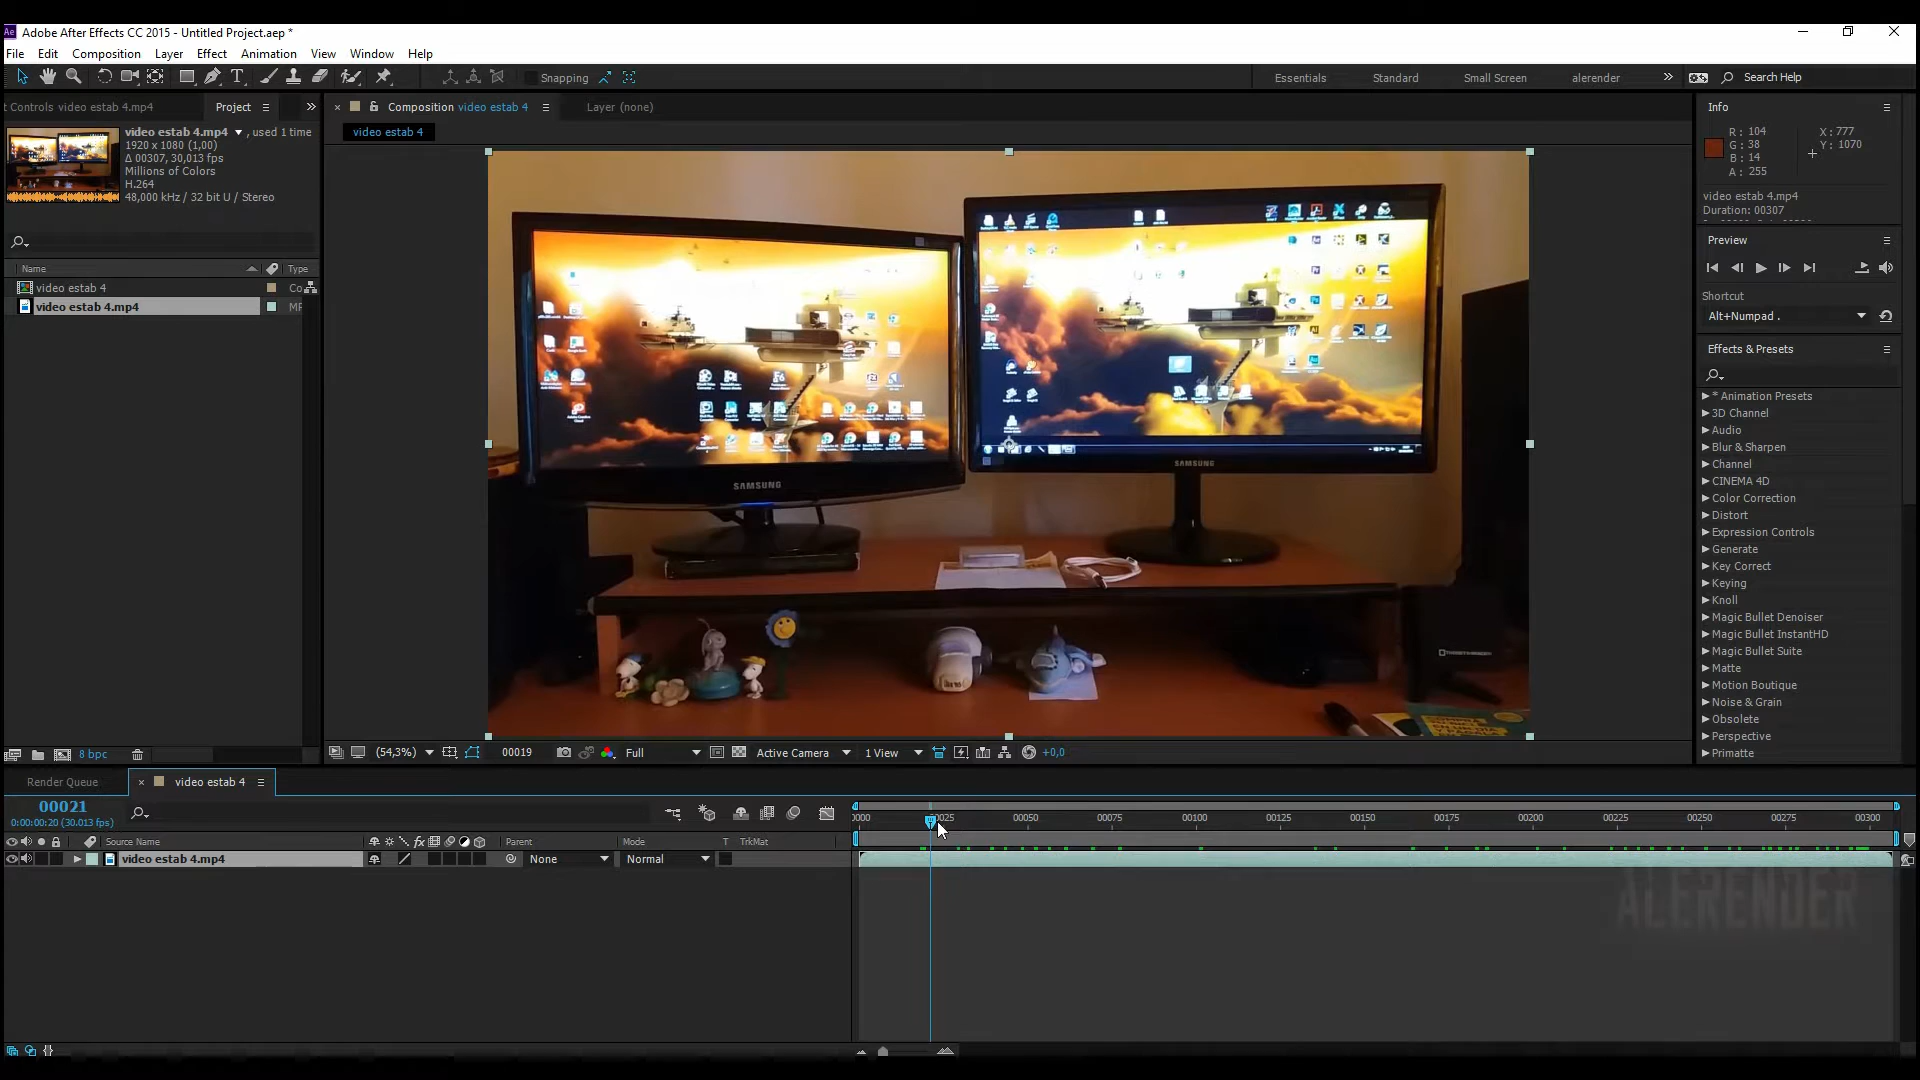 Adobe After Effects CC 2015 - Untitled Project.aep *
File Edit Composition Layer Effect Animation View Window Help
Snapping Essentials Standard Small Screen alerender Search Help
t Controls video estab 4.mp4 Project
Composition video estab 4 Layer (none)
Info
video estab 4.mp4 , used 1 time
1920 x 1080 (1,00)
Δ 00307, 30,013 fps
Millions of Colors
H.264
48,000 kHz / 32 bit U / Stereo
video estab 4
R : 104
G : 38
B : 14
A : 255
X : 777
Y : 1070
video estab 4.mp4
Duration: 00307
Preview
Shortcut
Alt+Numpad .
Effects & Presets
Name Type
video estab 4 Co
video estab 4.mp4 MP
* Animation Presets
3D Channel
Audio
Blur & Sharpen
Channel
CINEMA 4D
Color Correction
Distort
Expression Controls
Generate
Key Correct
Keying
Knoll
Magic Bullet Denoiser
Magic Bullet InstantHD
Magic Bullet Suite
Matte
Motion Boutique
Noise & Grain
Obsolete
Perspective
Primatte
SAMSUNG
SAMSUNG
8 bpc
(54,3%) 00019 Full Active Camera 1 View +0,0
Render Queue video estab 4
00021
0:00:00:20 (30.013 fps)
0000 00025 00050 00075 00100 00125 00150 00175 00200 00225 00250 00275 00300
Source Name Parent Mode T TrkMat
video estab 4.mp4 None Normal
ALERENDER